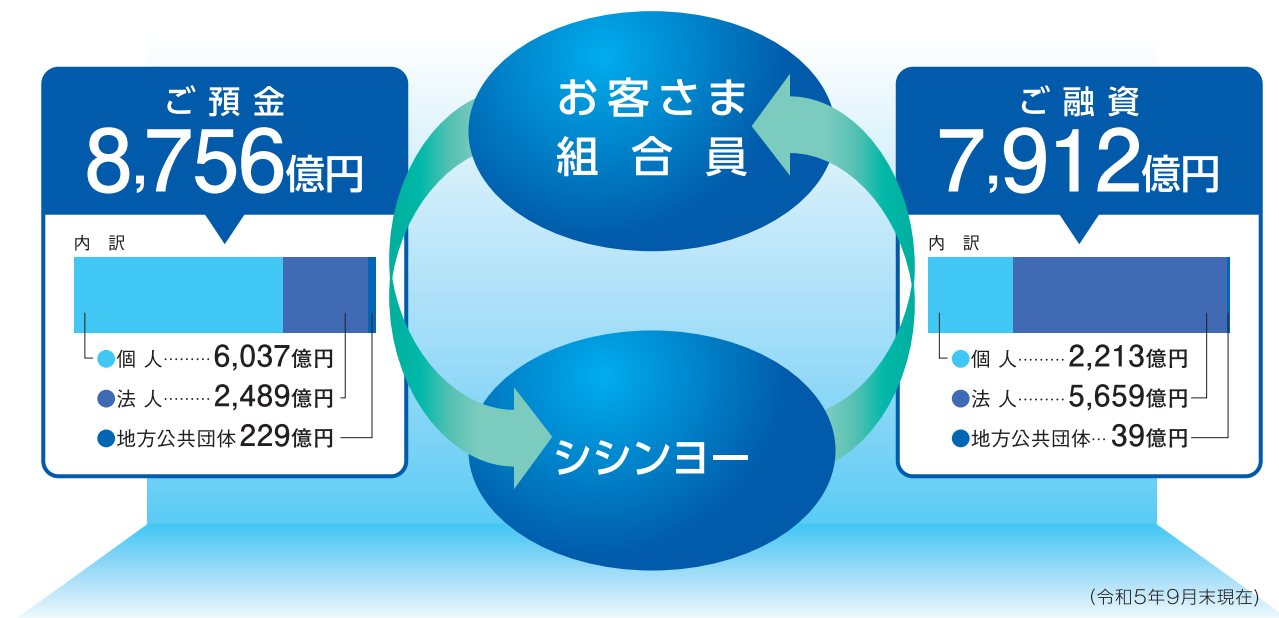 ご預金
8,756億円
内訳
個人………6,037億円
法人………2,489億円
地方公共団体 229億円
お客さま
組合員
シシンヨー
ご融資
7,912億円
内訳
個人………2,213億円
法人………5,659億円
地方公共団体…39億円
(令和5年9月末現在)